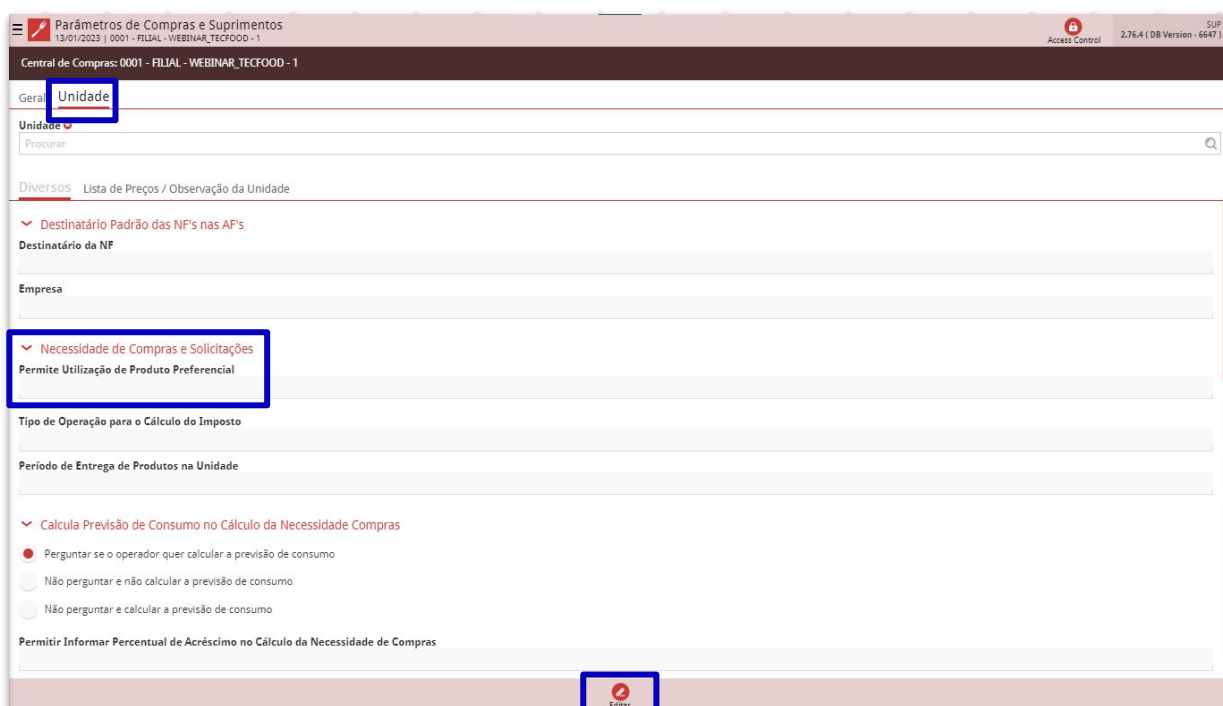 Parâmetros de Compras e Suprimentos
13/01/2023 | 0001 - FILIAL - WEBINAR_TECFOOD - 1
Access Control
SUP
2.76.4 ( DB Version - 6647 )
Central de Compras: 0001 - FILIAL - WEBINAR_TECFOOD - 1
Geral Unidade
Unidade
Procurar
Diversos Lista de Preços / Observação da Unidade
Destinatário Padrão das NF's nas AF's
Destinatário da NF
Empresa
Necessidade de Compras e Solicitações
Permite Utilização de Produto Preferencial
Tipo de Operação para o Cálculo do Imposto
Período de Entrega de Produtos na Unidade
Calcula Previsão de Consumo no Cálculo da Necessidade Compras
Perguntar se o operador quer calcular a previsão de consumo
Não perguntar e não calcular a previsão de consumo
Não perguntar e calcular a previsão de consumo
Permitir Informar Percentual de Acréscimo no Cálculo da Necessidade de Compras
Editar